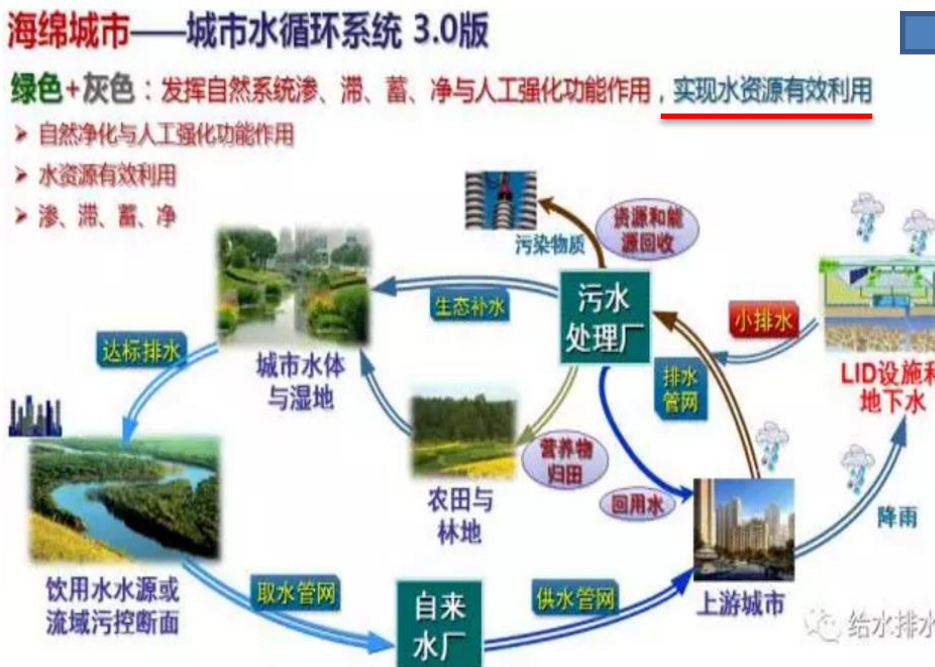 海绵城市——城市水循环系统 3.0版
绿色+灰色：发挥自然系统渗、滞、蓄、净与人工强化功能作用，实现水资源有效利用
➤ 自然净化与人工强化功能作用
➤ 水资源有效利用
➤ 渗、滞、蓄、净
资源和能
源回收
污染物质
污水
处理厂
生态补水
小排水
达标排水
城市水体
与湿地
排水
管网
LID设施和
地下水
营养物
归田
农田与
林地
回用水
降雨
饮用水水源或
流域污控断面
取水管网
自来
水厂
供水管网
上游城市
给水排水